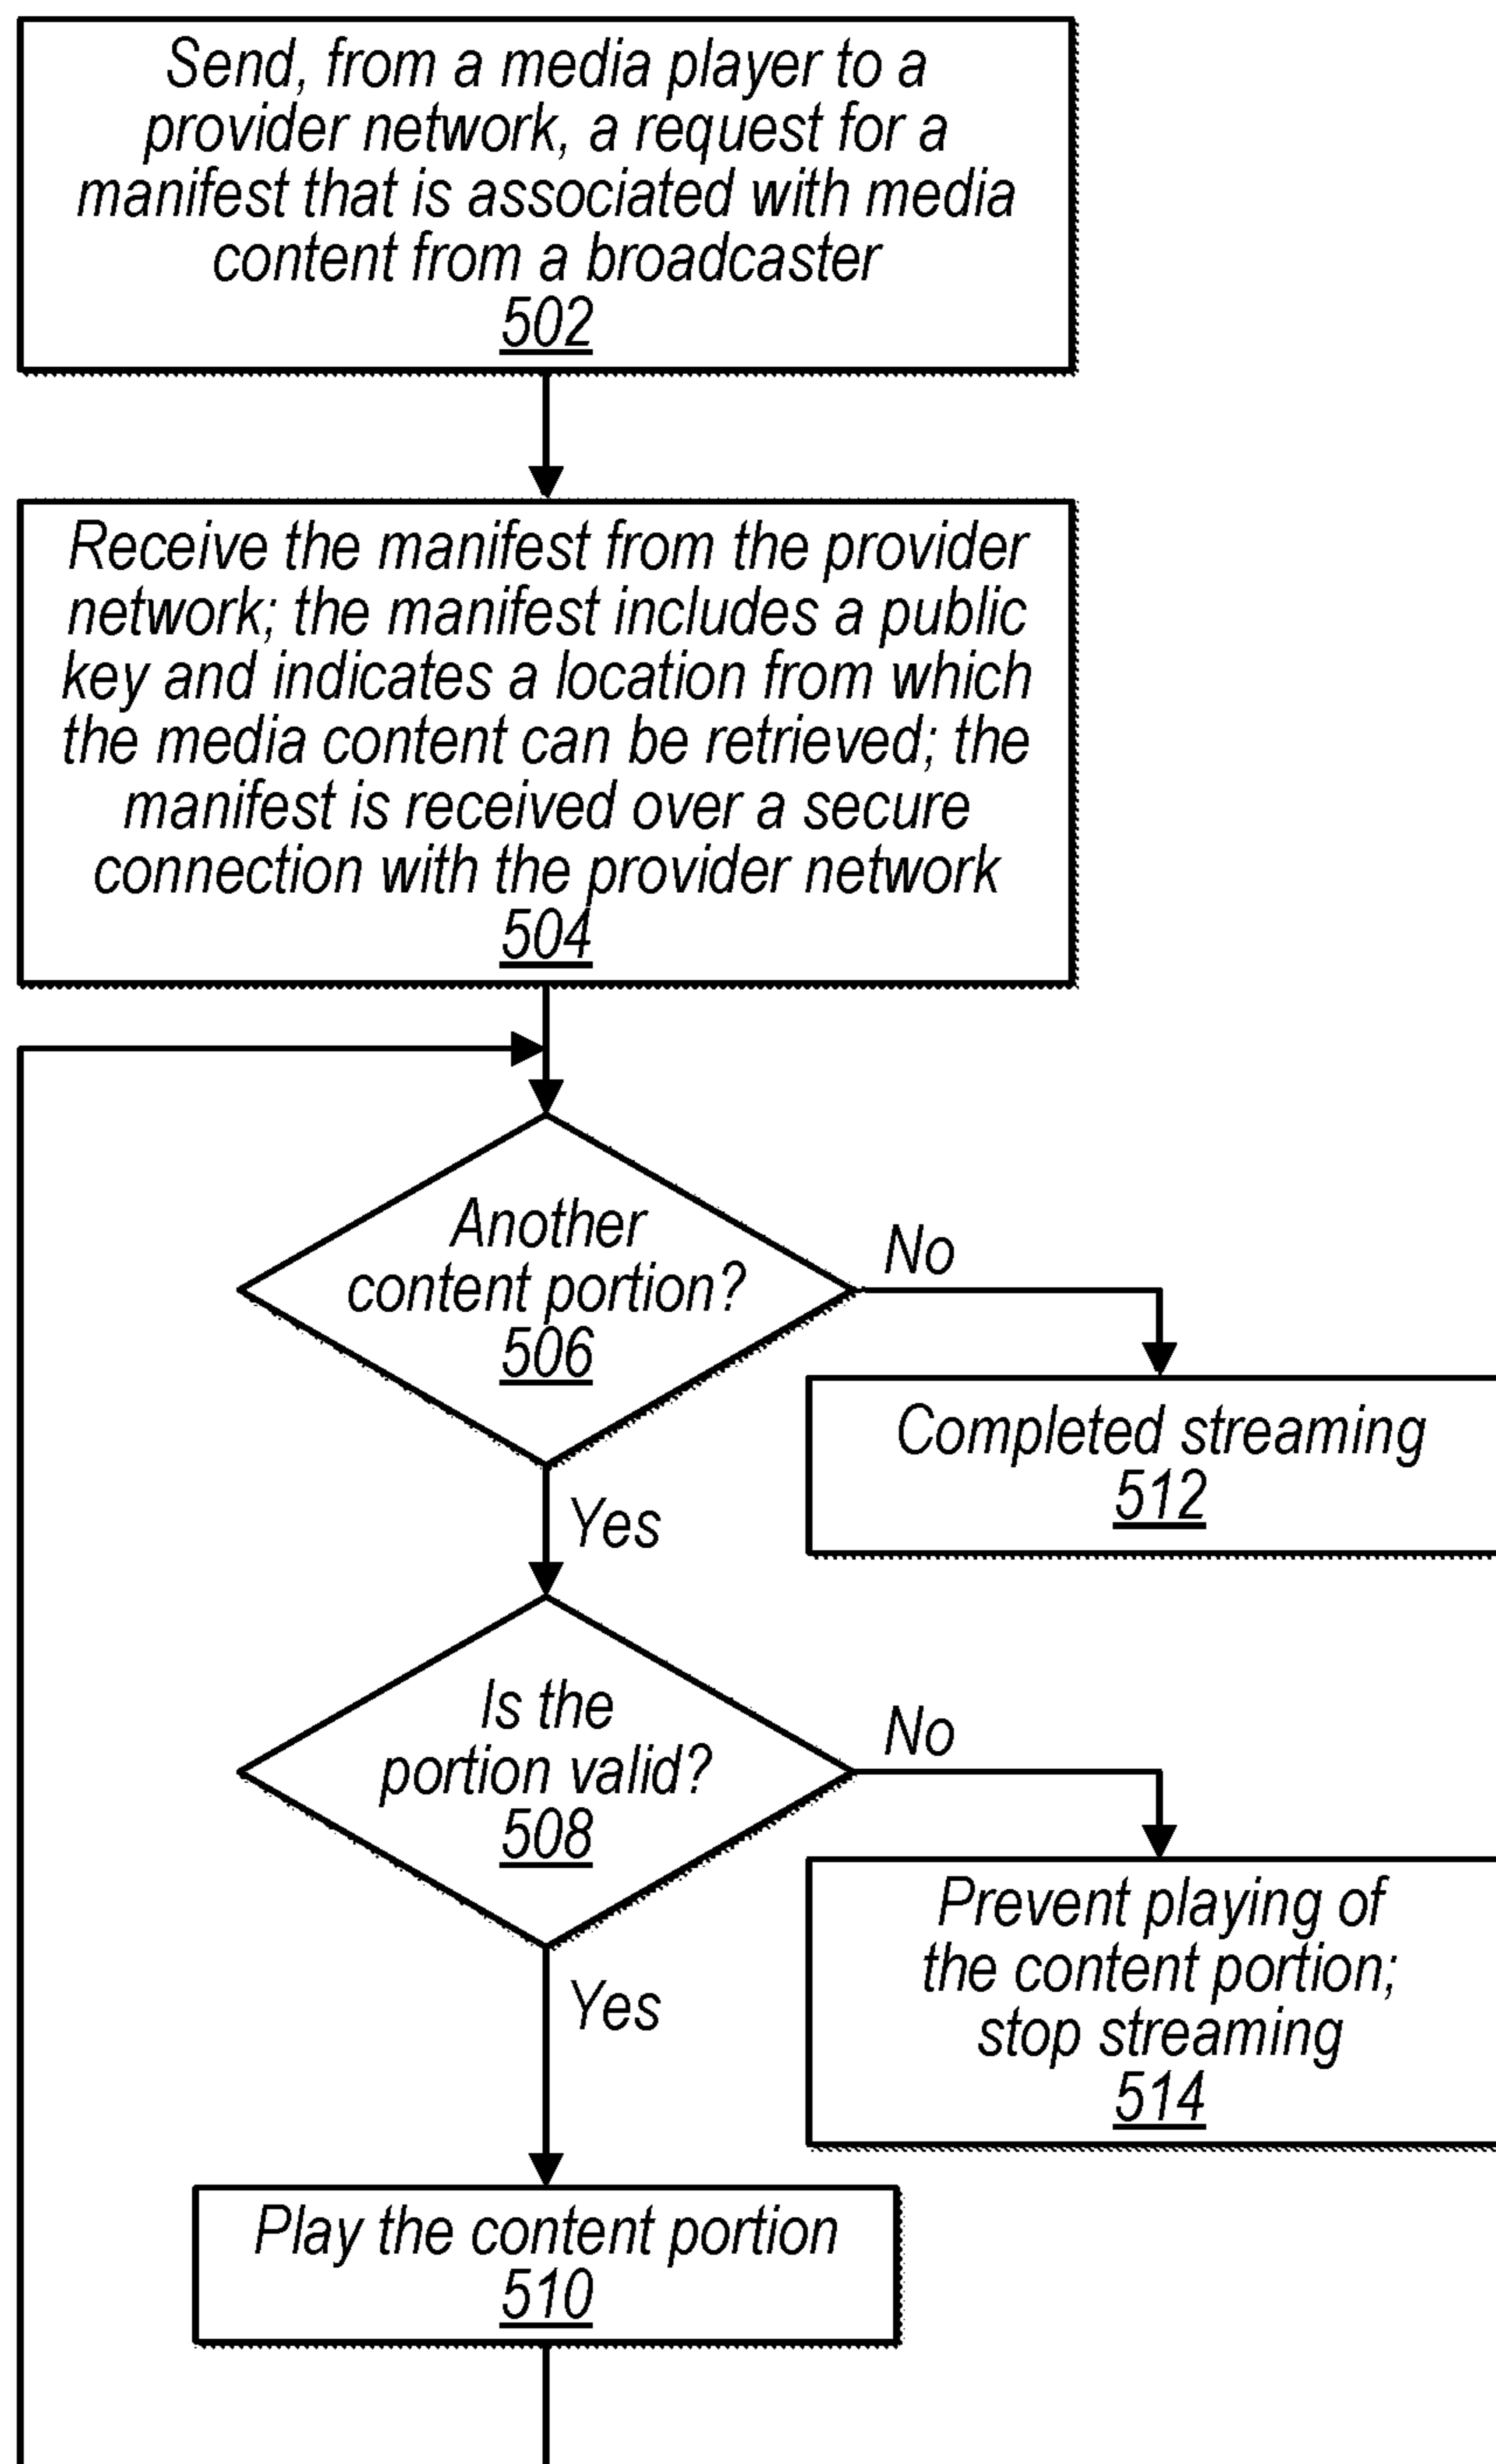 Send, from a media player to a
provider network, a request for a
manifest that is associated with media
content from a broadcaster
502
Receive the manifest from the provider
network; the manifest includes a public
key and indicates a location from which
the media content can be retrieved; the
manifest is received over a secure
connection with the provider network
504
Another
content portion?
506
No
Completed streaming
512
Yes
Is the
portion valid?
508
No
Prevent playing of
the content portion;
stop streaming
514
Yes
Play the content portion
510